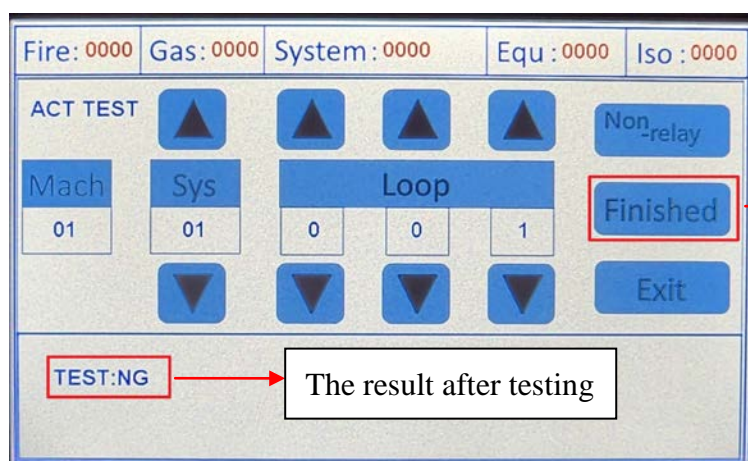 Fire: 0000 Gas: 0000 System: 0000 Equ : 0000 Iso : 0000
ACT TEST
Non-relay
Mach Sys Loop
Finished
01 01 0 0 1
Exit
TEST:NG
The result after testing